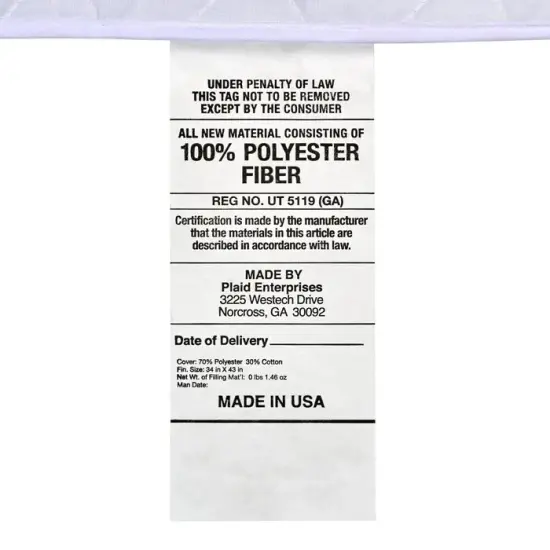 UNDER PENALTY OF LAW
THIS TAG NOT TO BE REMOVED
EXCEPT BY THE CONSUMER
ALL NEW MATERIAL CONSISTING OF
100% POLYESTER
FIBER
REG NO. UT 5119 (GA)
Certification is made by the manufacturer
that the materials in this article are
described in accordance with law.
MADE BY
Plaid Enterprises
3225 Westech Drive
Norcross, GA 30092
Date of Delivery
Cover: 70% Polyester 30% Cotton
Fin. Size: 34 in X 43 in
Net Wt. of Filling Mat'l: 0 lbs 1.46 oz
Man Date:
MADE IN USA